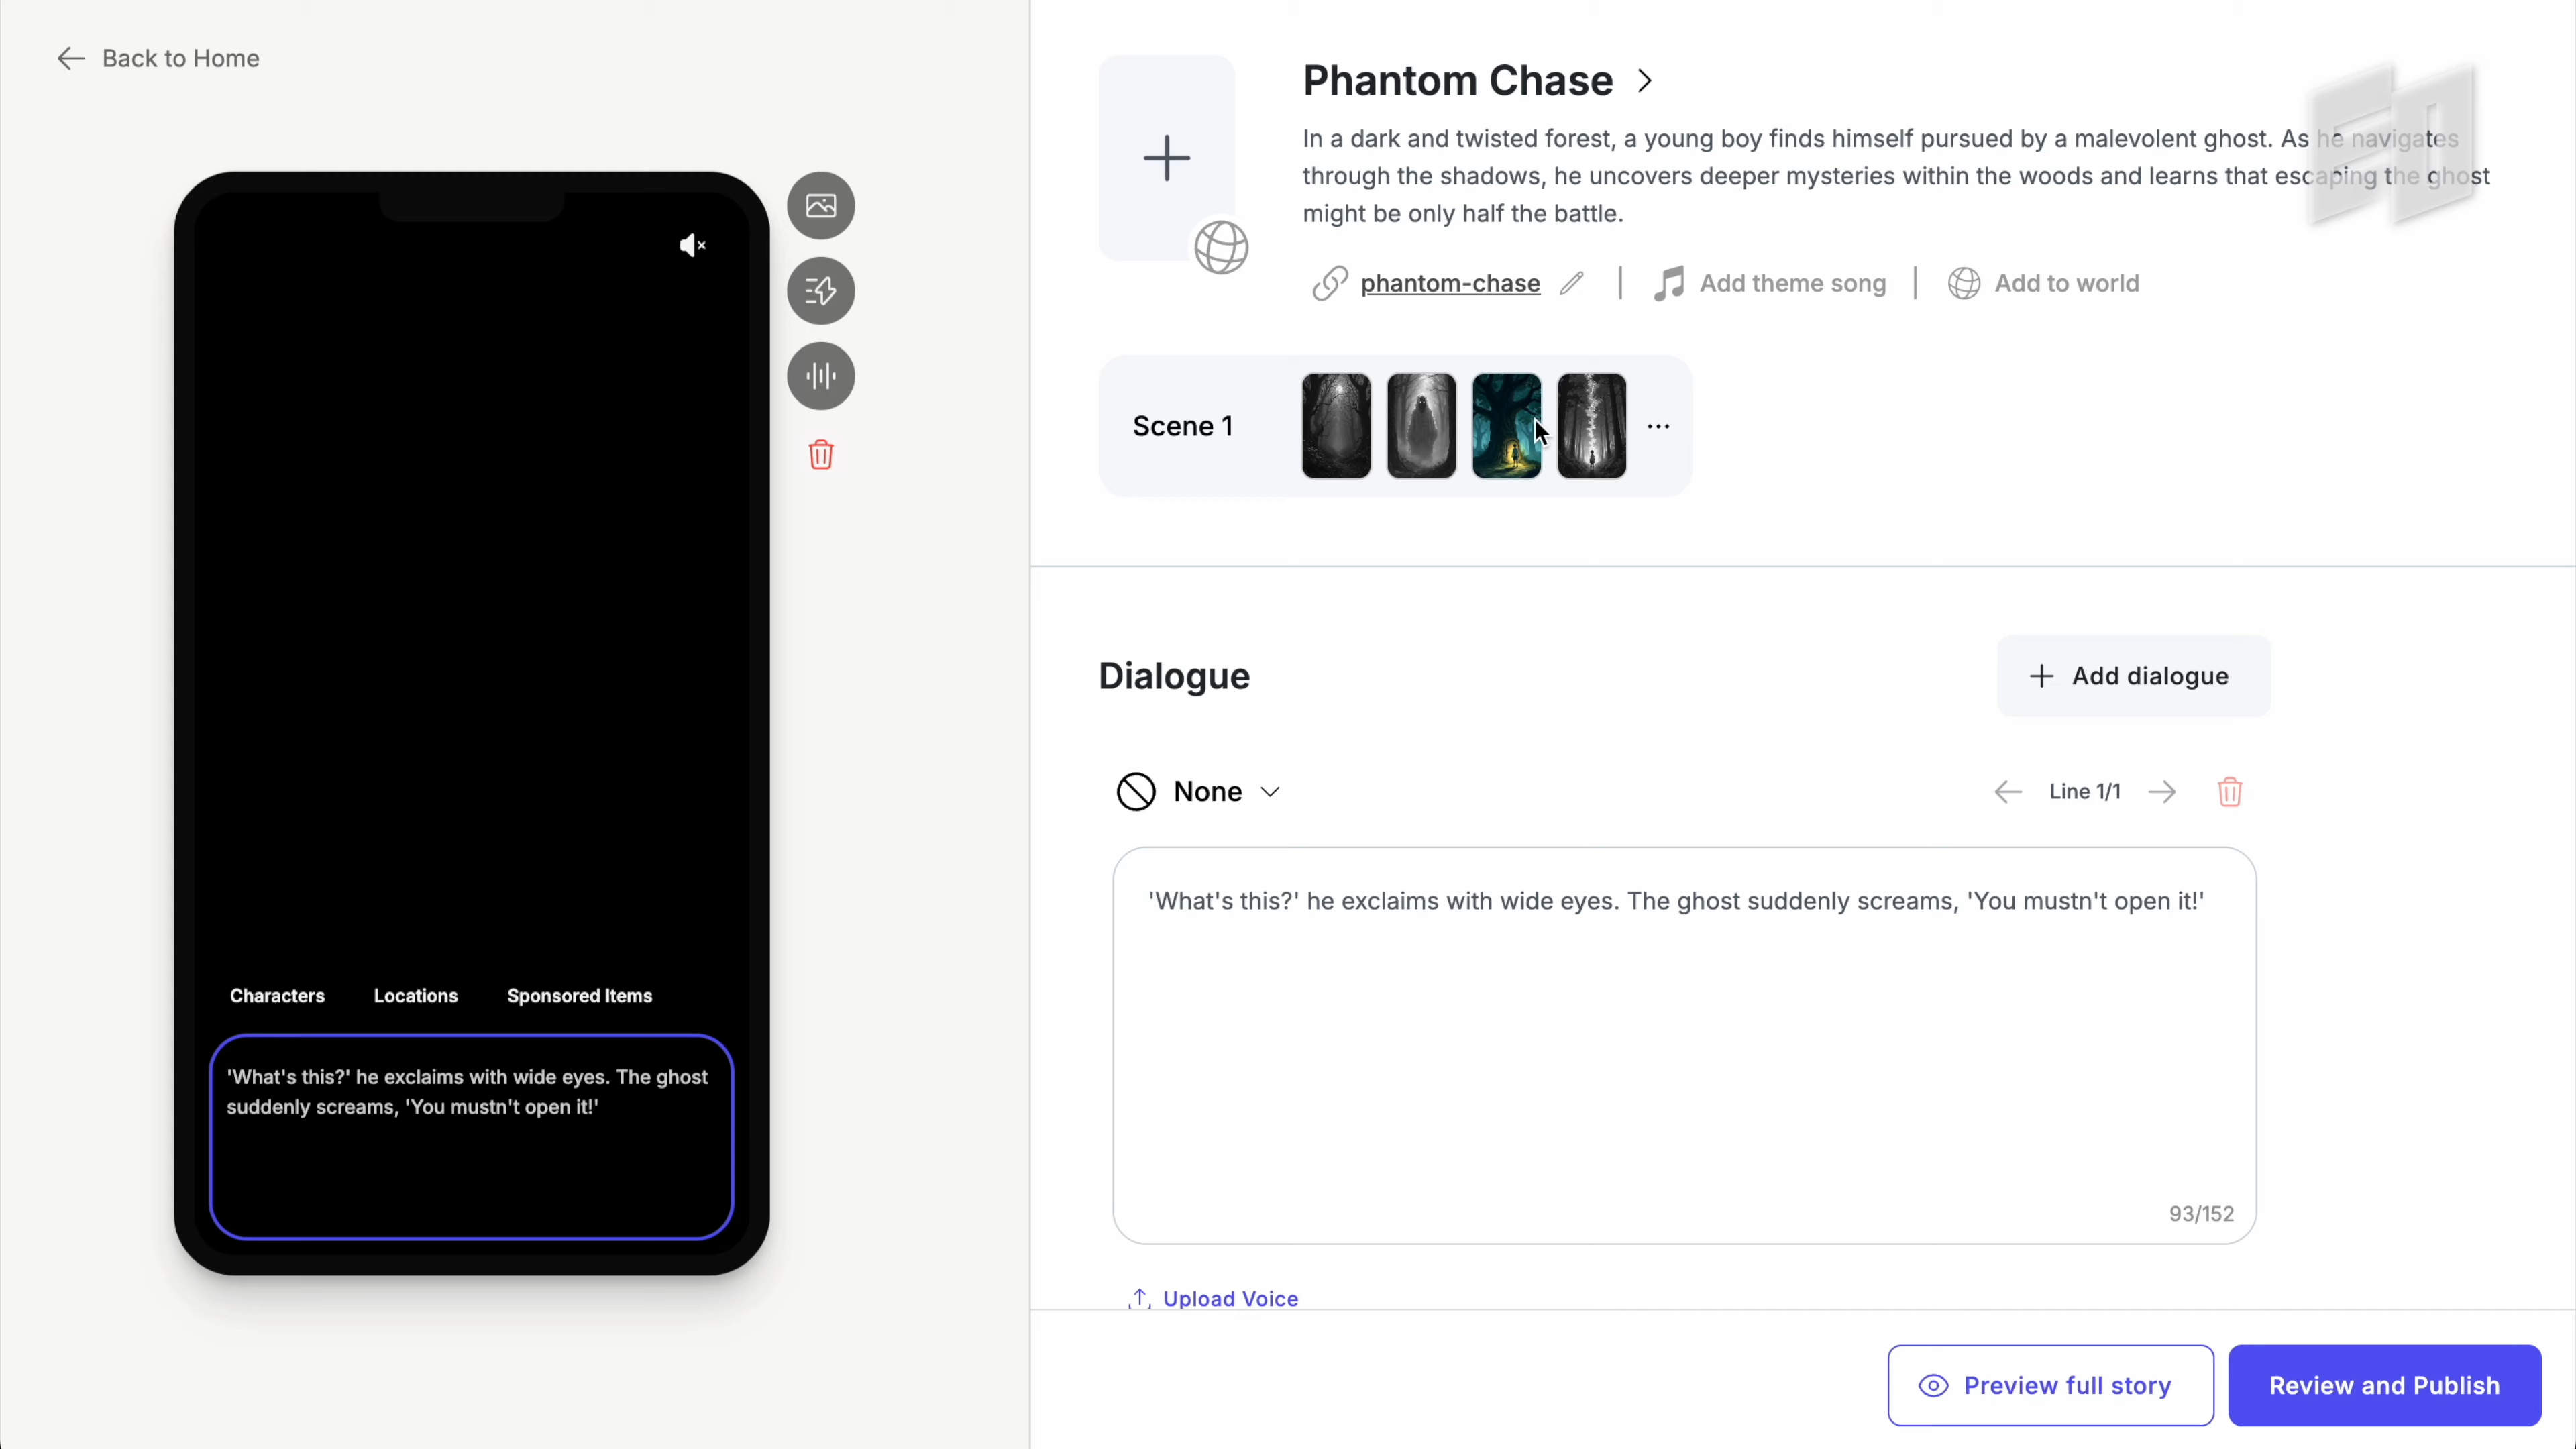 Back to Home
Phantom Chase
In a dark and twisted forest, a young boy finds himself pursued by a malevolent ghost. As he navigates
through the shadows, he uncovers deeper mysteries within the woods and learns that escaping the ghost
might be only half the battle.
phantom-chase
Add theme song
Add to world
Scene 1
Dialogue
Add dialogue
None
Line 1/1
'What's this?' he exclaims with wide eyes. The ghost suddenly screams, 'You mustn't open it!'
93/152
Upload Voice
Characters
Locations
Sponsored Items
'What's this?' he exclaims with wide eyes. The ghost
suddenly screams, 'You mustn't open it!'
Preview full story
Review and Publish